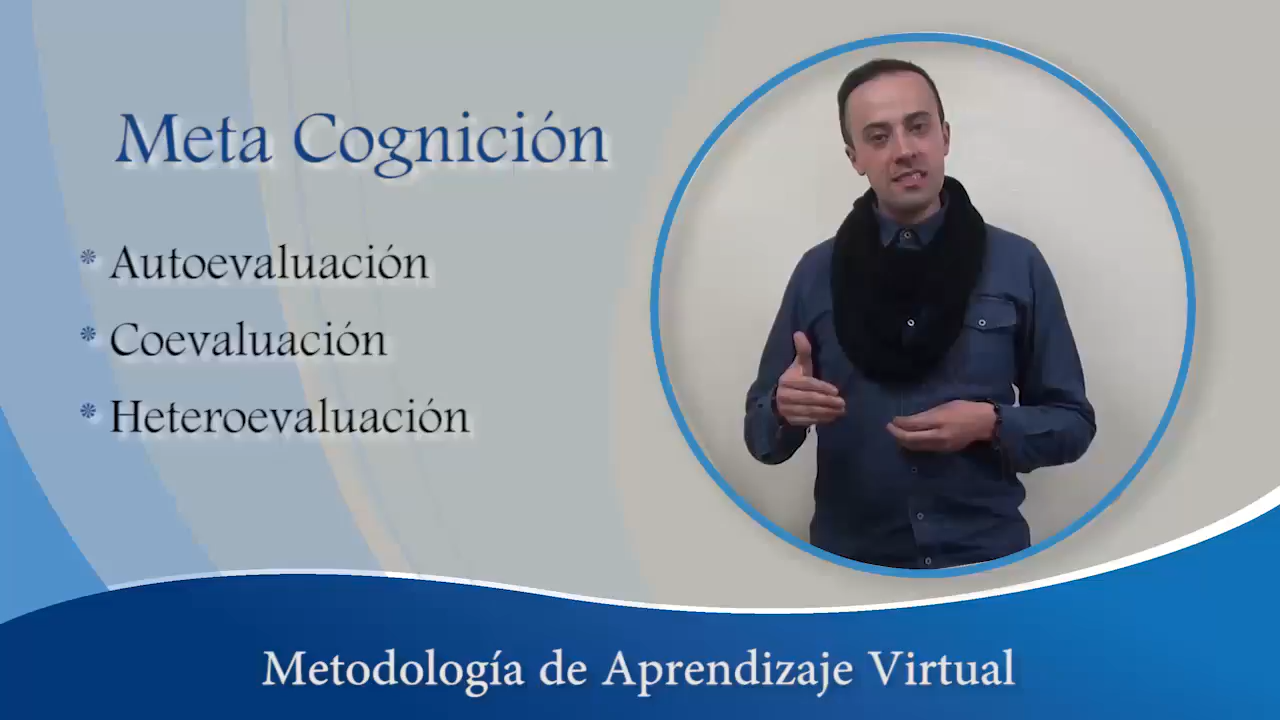 Meta Cognición
* Autoevaluación
* Coevaluación
* Heteroevaluación
Metodología de Aprendizaje Virtual